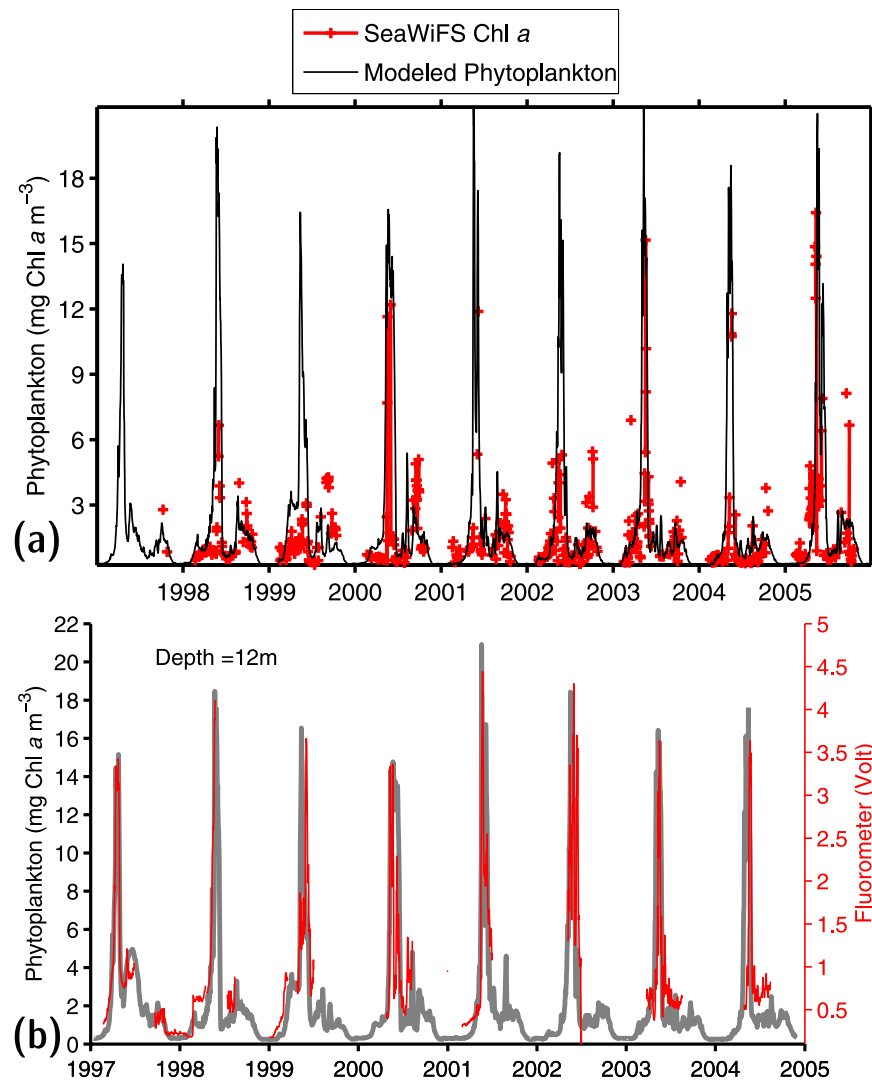 SeaWiFS Chl a
Modeled Phytoplankton
Phytoplankton (mg Chl a m⁻³)
18
15
12
9
6
3
(a)
1998 1999 2000 2001 2002 2003 2004 2005
Phytoplankton (mg Chl a m⁻³)
22
20
18
16
14
12
10
8
6
4
2
0
Depth =12m
5
4.5
4
3.5
3
2.5
2
1.5
1
0.5
Fluorometer (Volt)
(b)
1997 1998 1999 2000 2001 2002 2003 2004 2005